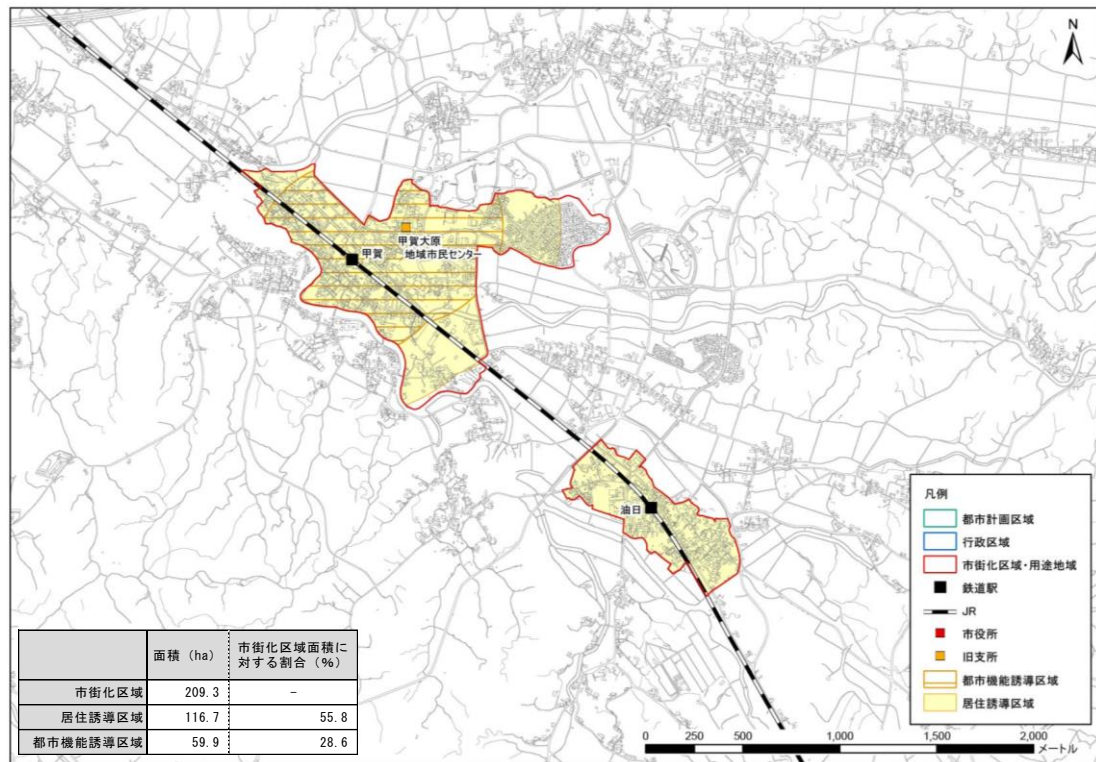 N
甲賀大原
地域市民センター
甲賀
油日
凡例
都市計画区域
行政区域
市街化区域・用途地域
鉄道駅
JR
市役所
旧支所
都市機能誘導区域
居住誘導区域
面積（ha） 市街化区域面積に
対する割合（％）
市街化区域 209.3 −
居住誘導区域 116.7 55.8
都市機能誘導区域 59.9 28.6
0 250 500 1,000 1,500 2,000
メートル